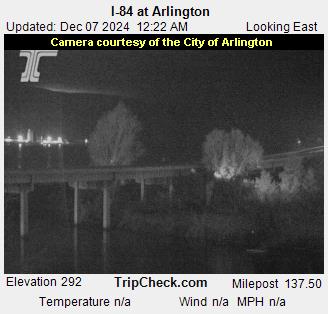 I-84 at Arlington
Updated: Dec 07 2024 12:22 AM Looking East
Camera courtesy of the City of Arlington
Elevation 292 TripCheck.com Milepost 137.50
Temperature n/a Wind n/a MPH n/a